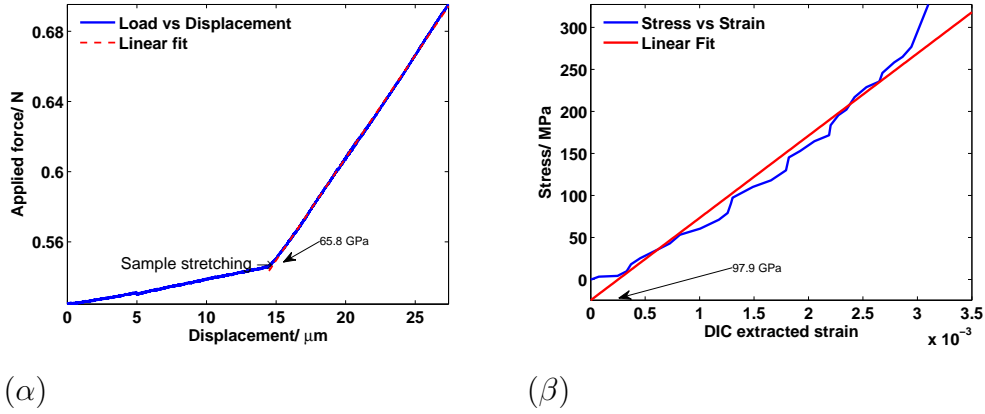 Load vs Displacement
Linear fit
0.68
0.64
0.6
0.56
Applied force/ N
65.8 GPa
Sample stretching
0 5 10 15 20 25
Displacement/ μm
(α)
Stress vs Strain
Linear Fit
300
250
200
150
100
50
0
Stress/ MPa
97.9 GPa
0 0.5 1 1.5 2 2.5 3 3.5
DIC extracted strain
x 10⁻³
(β)